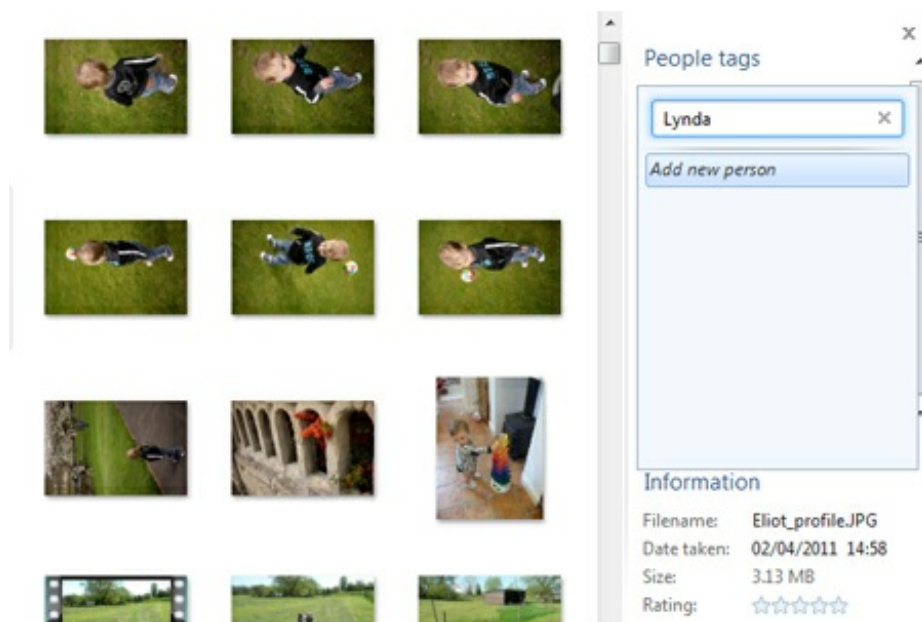 People tags
Lynda
Add new person
Information
Filename: Eliot_profile.JPG
Date taken: 02/04/2011 14:58
Size: 3.13 MB
Rating: